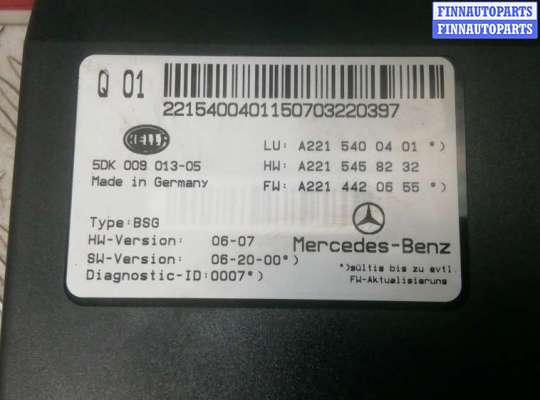 FINNAUTOPARTS
FINNAUTOPARTS
Q 01
2215400401150703220397
HELLA
5DK 009 013-05
Made in Germany
LU: A221 540 04 01 *)
HW: A221 545 82 32
FW: A221 442 06 55 *)
Type:BSG
HW-Version: 06-07
SW-Version: 06-20-00*)
Diagnostic-ID:0007*)
Mercedes-Benz
*)gültig bis zu evtl.
FW-Aktualisierung